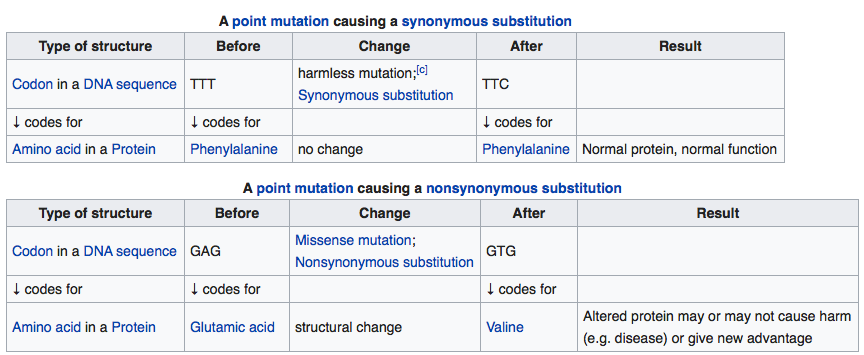 A point mutation causing a synonymous substitution
Type of structure Before Change After Result
Codon in a DNA sequence TTT harmless mutation;[c] Synonymous substitution TTC
↓ codes for ↓ codes for ↓ codes for
Amino acid in a Protein Phenylalanine no change Phenylalanine Normal protein, normal function
A point mutation causing a nonsynonymous substitution
Type of structure Before Change After Result
Codon in a DNA sequence GAG Missense mutation; Nonsynonymous substitution GTG
↓ codes for ↓ codes for ↓ codes for
Amino acid in a Protein Glutamic acid structural change Valine Altered protein may or may not cause harm (e.g. disease) or give new advantage